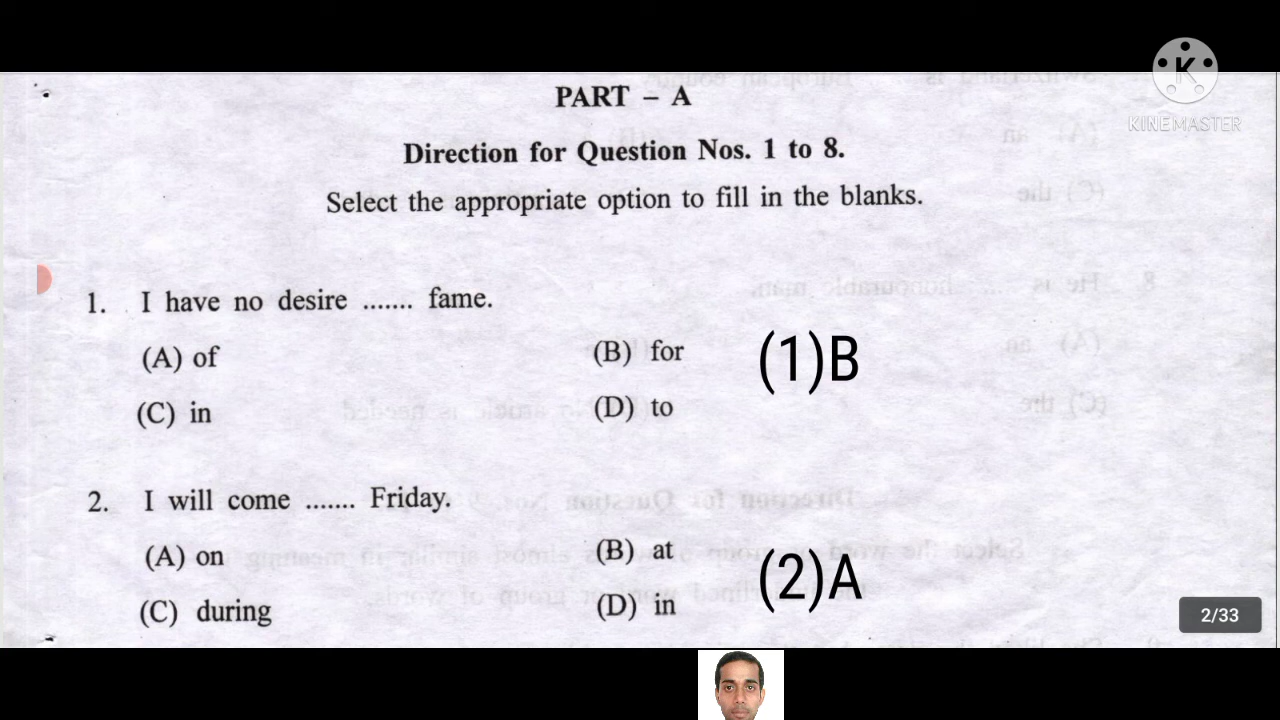 KINEMASTER
PART – A
Direction for Question Nos. 1 to 8.
Select the appropriate option to fill in the blanks.
1. I have no desire ....... fame.
(A) of (B) for
(C) in (D) to
(1)B
2. I will come ....... Friday.
(A) on (B) at
(C) during (D) in
(2)A
2/33